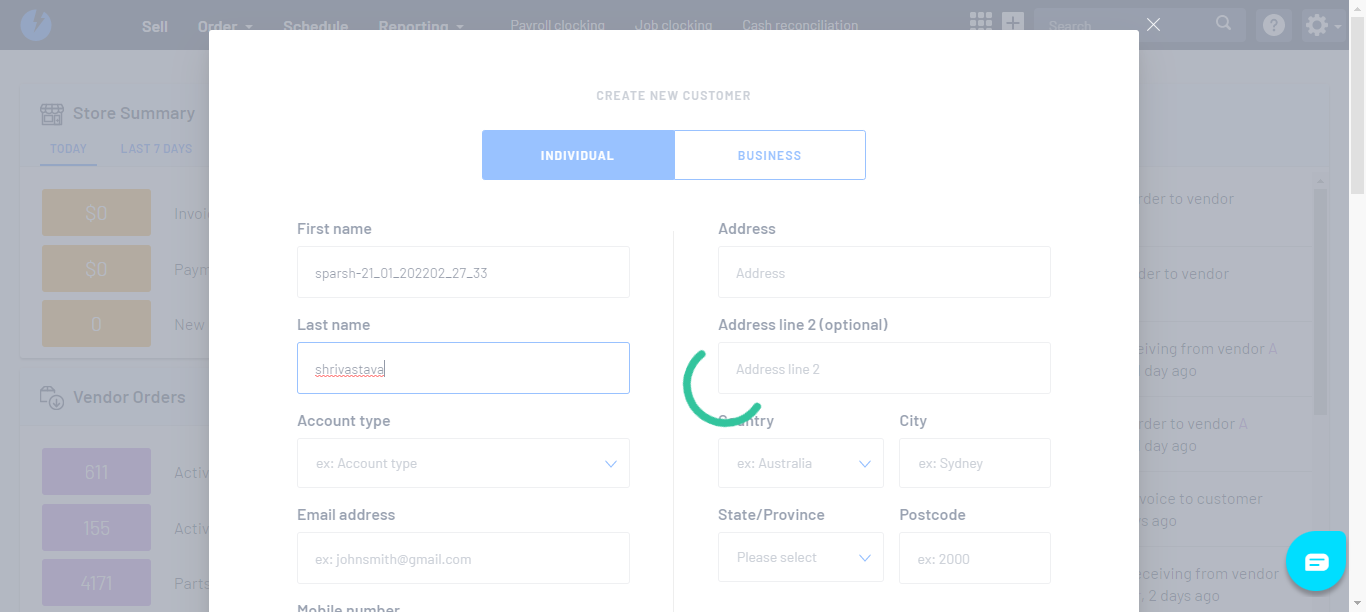 Sell Order Schedule Reporting Payroll clocking Job clocking Cash reconciliation Search
CREATE NEW CUSTOMER
INDIVIDUAL BUSINESS
Store Summary
TODAY LAST 7 DAYS
$0 Invoi
$0 Paym
0 New
Vendor Orders
611 Activ
155 Activ
4171 Parts
First name
sparsh-21_01_202202_27_33
Last name
shrivastava
Account type
ex: Account type
Email address
ex: johnsmith@gmail.com
Mobile number
Address
Address
Address line 2 (optional)
Address line 2
Country City
ex: Australia ex: Sydney
State/Province Postcode
Please select ex: 2000
rder to vendor
der to vendor
eiving from vendor A
day ago
rder to vendor A
day ago
voice to customer
s ago
eceiving from vendor
, 2 days ago